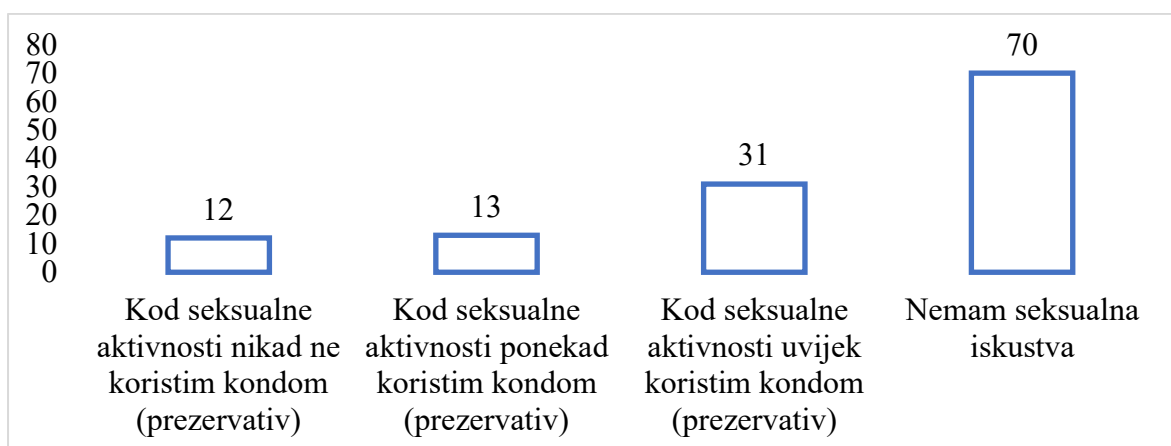 80
70
60
50
40
30
20
10
0
12
13
31
70
Kod seksualne
aktivnosti nikad ne
koristim kondom
(prezervativ)
Kod seksualne
aktivnosti ponekad
koristim kondom
(prezervativ)
Kod seksualne
aktivnosti uvijek
koristim kondom
(prezervativ)
Nemam seksualna
iskustva